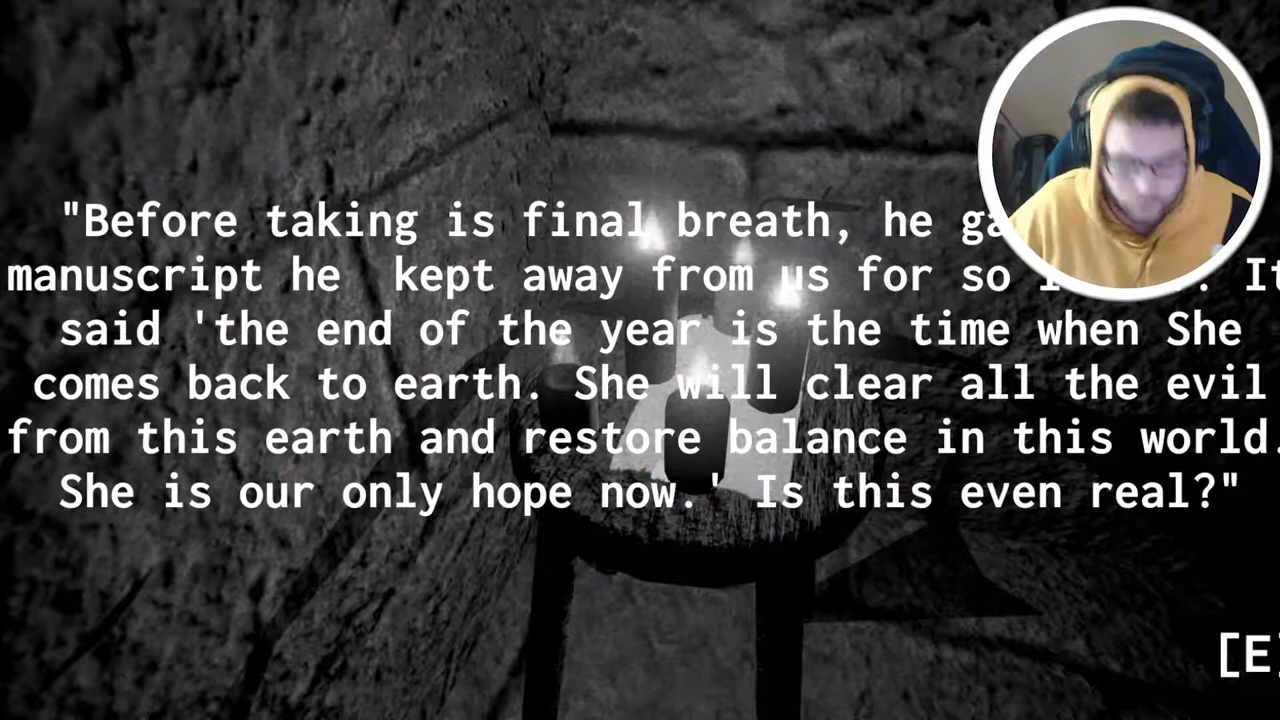 "Before taking is final breath, he
manuscript he kept away from us for so It
said 'the end of the year is the time when She
comes back to earth. She will clear all the evil
from this earth and restore balance in this world.
She is our only hope now.' Is this even real?"
[E]